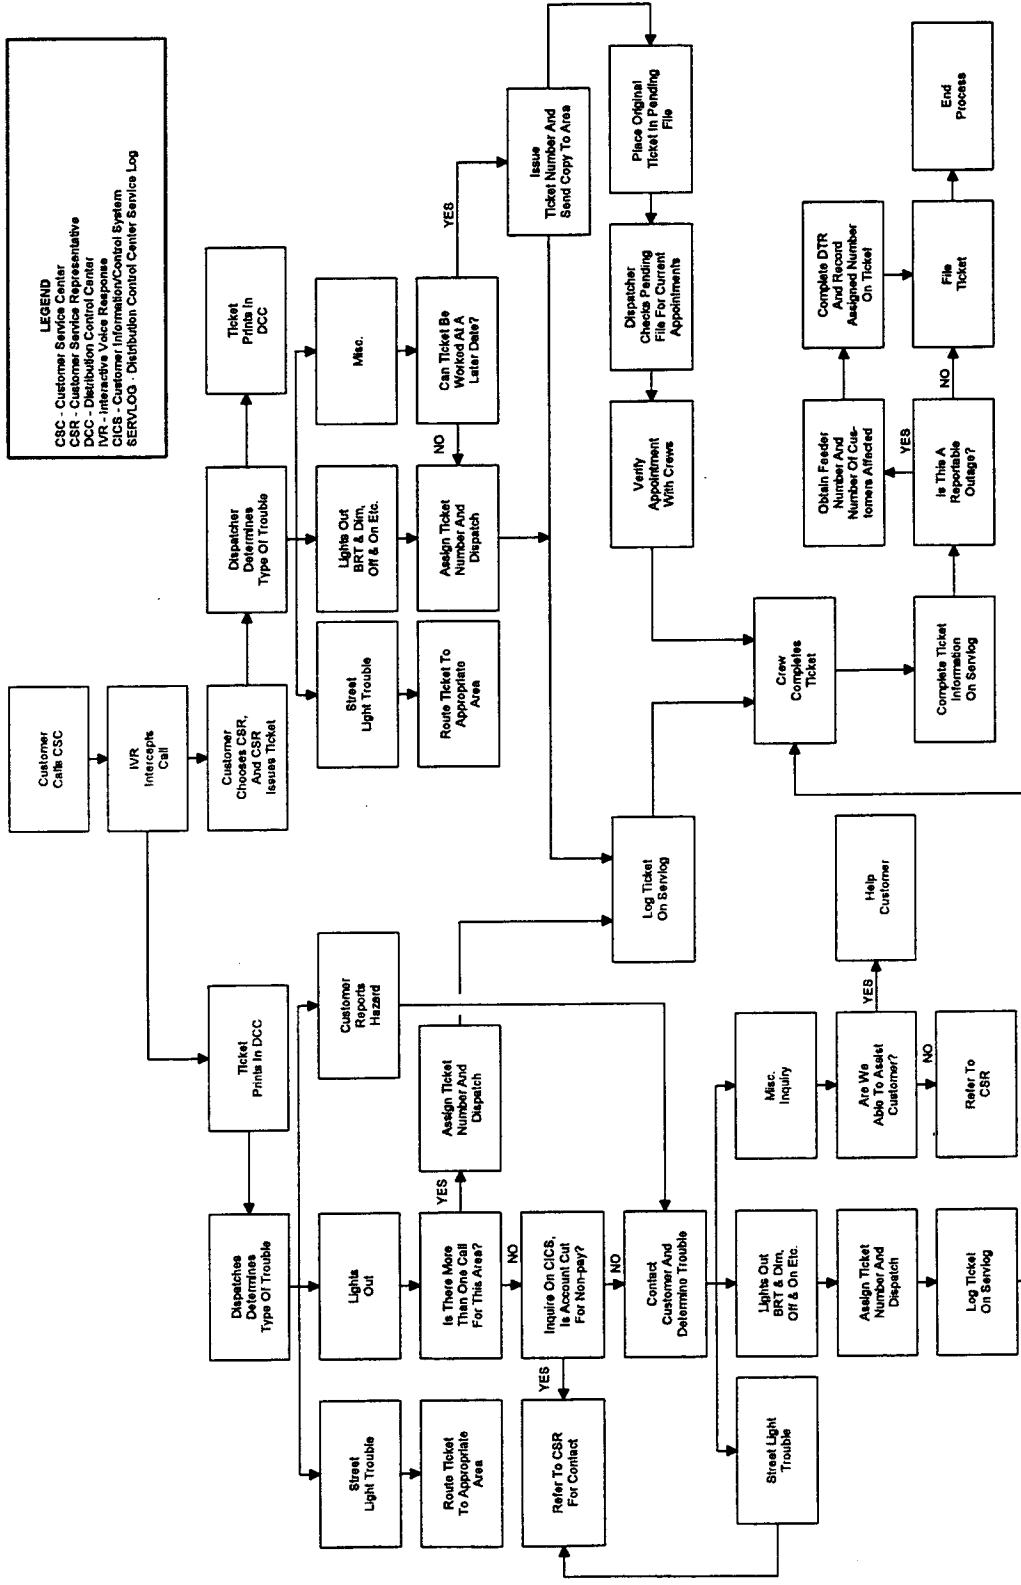 LEGEND
CSC - Customer Service Center
CSR - Customer Service Representative
DCC - Distribution Control Center
IVR - Interactive Voice Response
CICS - Customer Information/Control System
SERVLOG - Distribution Control Center Service Log
Customer
Calls CSC
IVR
Intercepts
Call
Customer
Chooses CSR,
And CSR
Issues Ticket
Dispatcher
Determines
Type Of Trouble
Ticket
Prints In
DCC
Street
Light Trouble
Lights Out
BRT & Dim,
Off & On Etc.
Misc.
Route Ticket To
Appropriate
Area
Assign Ticket
Number And
Dispatch
NO
Can Ticket Be
Worked At A
Later Date?
YES
Issue
Ticket Number And
Send Copy To Area
Place Original
Ticket In Pending
File
Dispatcher
Checks Pending
File For Current
Appointments
Verify
Appointment
With Crews
Ticket
Prints In DCC
Dispatches
Determines
Type Of Trouble
Street
Light Trouble
Lights
Out
Customer
Reports
Hazard
Route Ticket
To Appropriate
Area
Is There More
Than One Call
For This Area?
YES
Assign Ticket
Number And
Dispatch
NO
Inquire On CICS,
Is Account Cut
For Non-pay?
YES
Refer To CSR
For Contact
NO
Contact
Customer And
Determino Trouble
Log Ticket
On Servlog
Street Light
Trouble
Lights Out
BRT & Dim,
Off & On Etc.
Misc.
Inquiry
Assign Ticket
Number And
Dispatch
Are We
Able To Assist
Customer?
YES
Help
Customer
NO
Refer To
CSR
Log Ticket
On Servlog
Crew
Completes
Ticket
Complete Ticket
Information
On Servlog
Is This A
Reportable
Outage?
YES
Obtain Feeder
Number And
Number Of Cus-
tomers Affected
Complete DTR
And Record
Assigned Number
On Ticket
NO
File
Ticket
End
Process